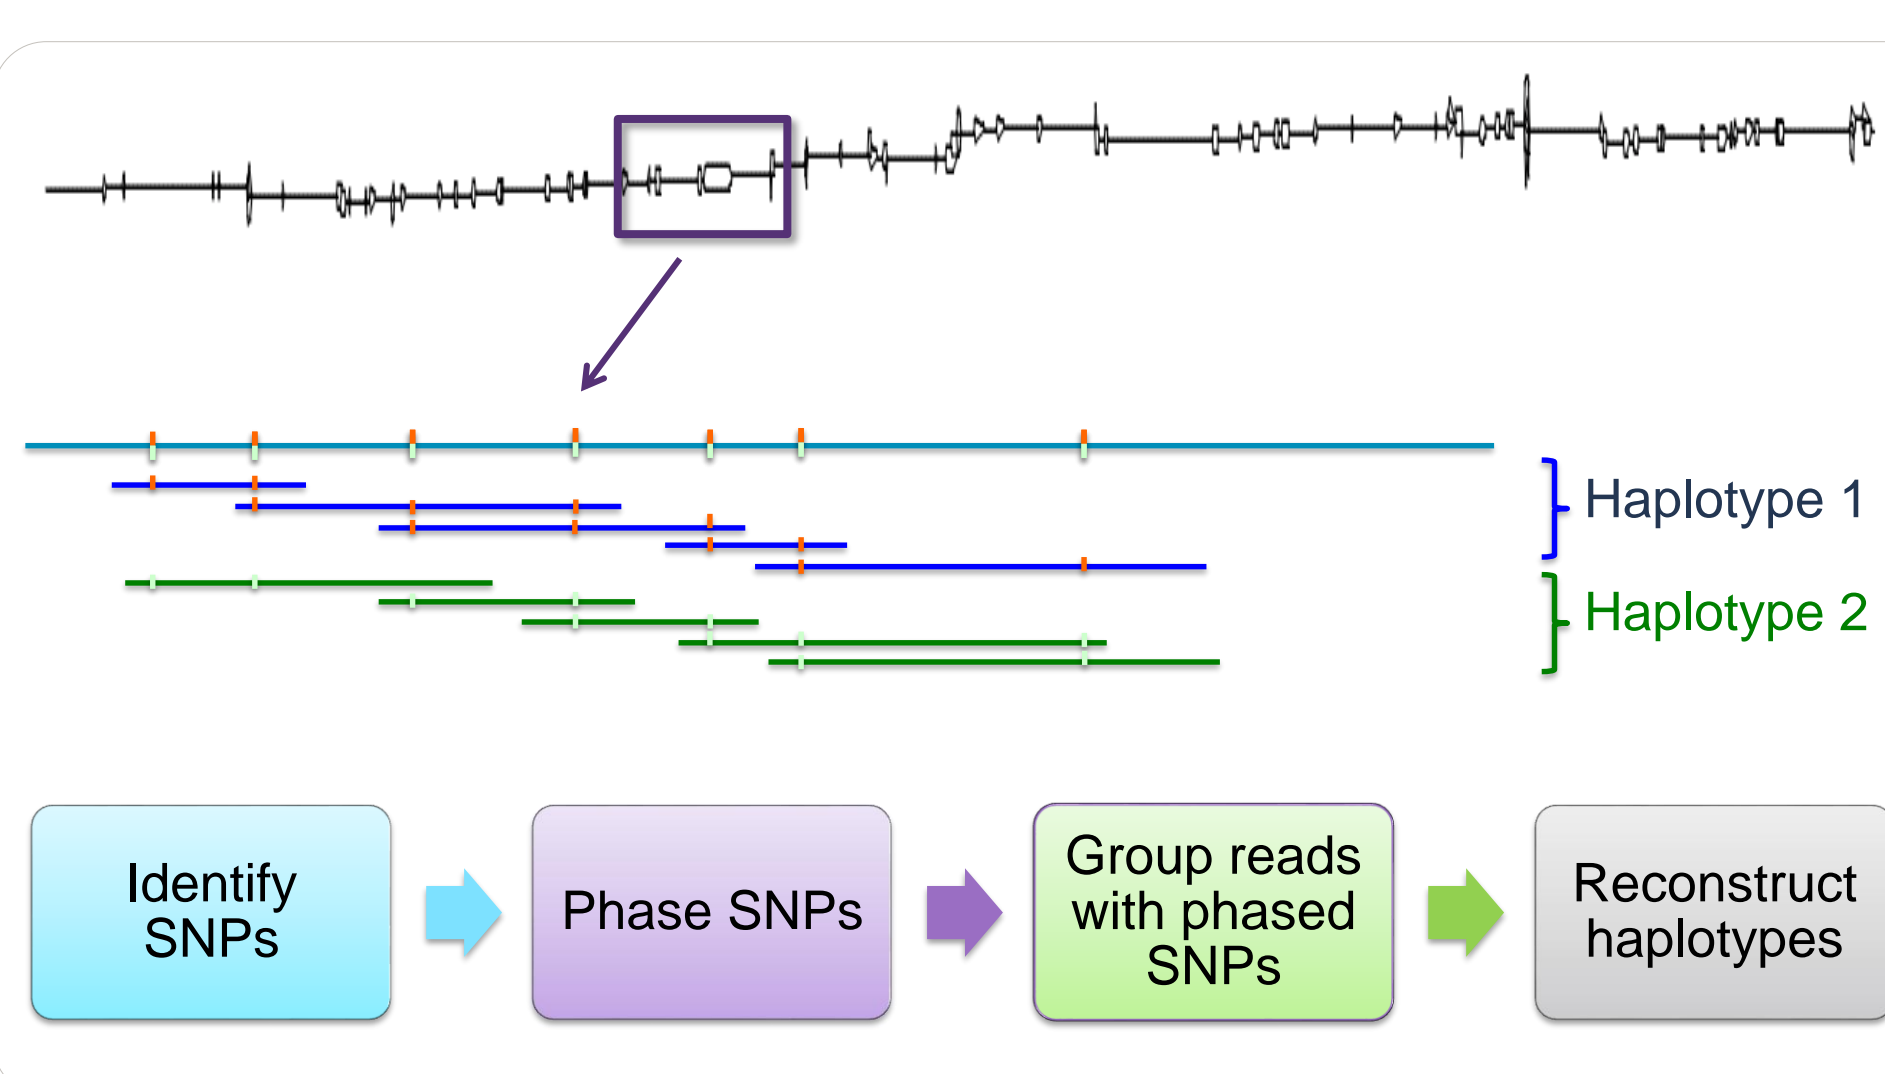 Haplotype 1
Haplotype 2
Identify
SNPs
Phase SNPs
Group reads
with phased
SNPs
Reconstruct
haplotypes